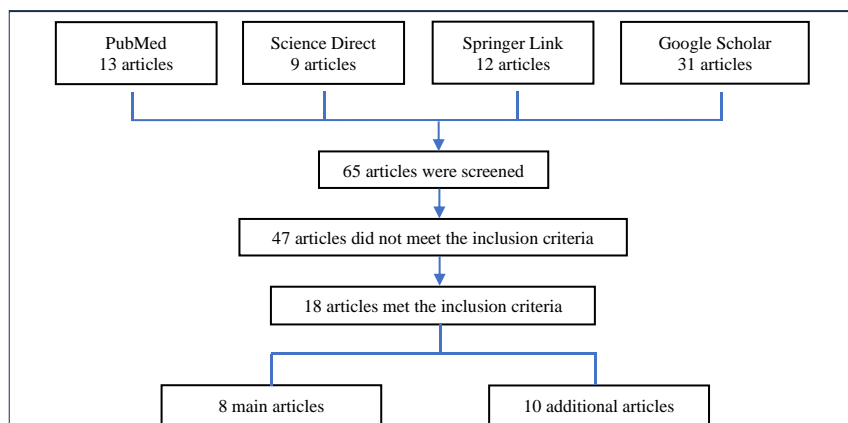 PubMed
13 articles
Science Direct
9 articles
Springer Link
12 articles
Google Scholar
31 articles
65 articles were screened
47 articles did not meet the inclusion criteria
18 articles met the inclusion criteria
8 main articles
10 additional articles